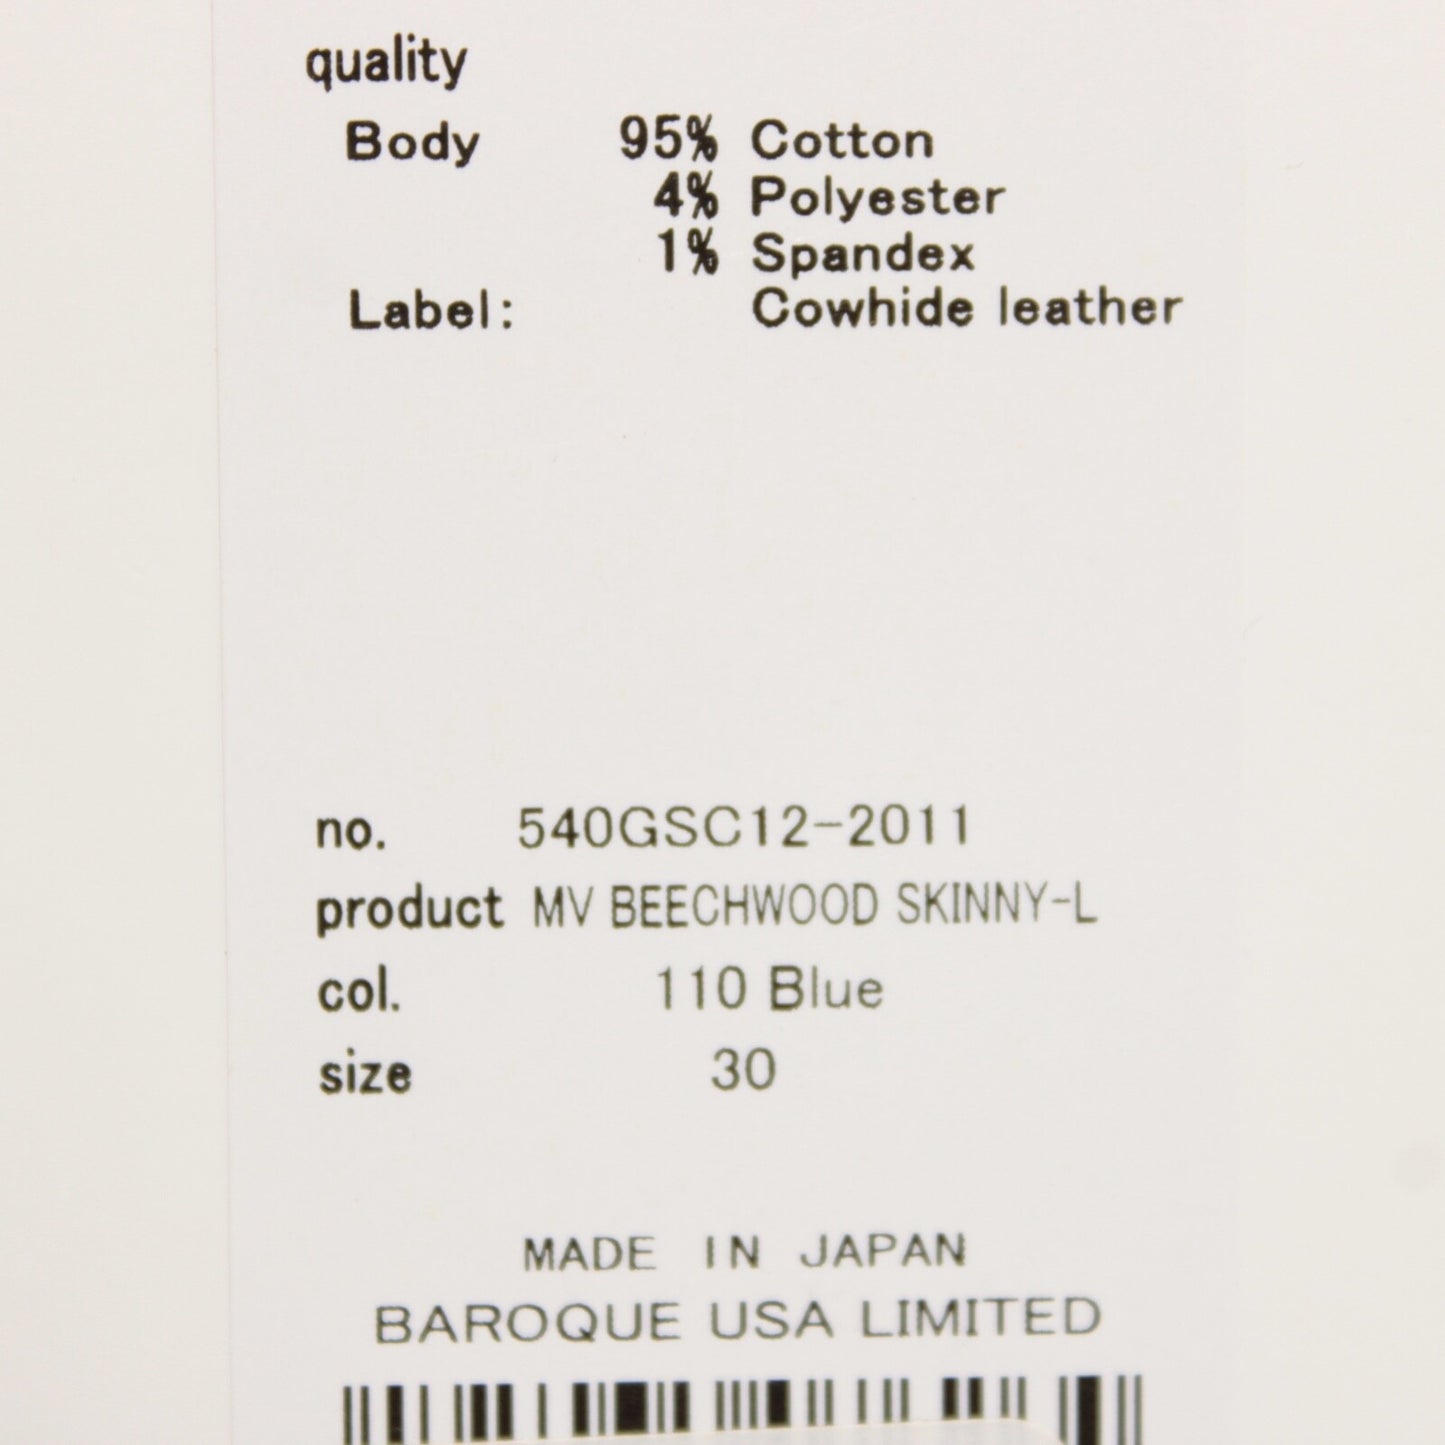 quality
Body 95% Cotton
4% Polyester
1% Spandex
Label: Cowhide leather
no. 540GSC12-2011
product MV BEECHWOOD SKINNY-L
col. 110 Blue
size 30
MADE IN JAPAN
BAROQUE USA LIMITED